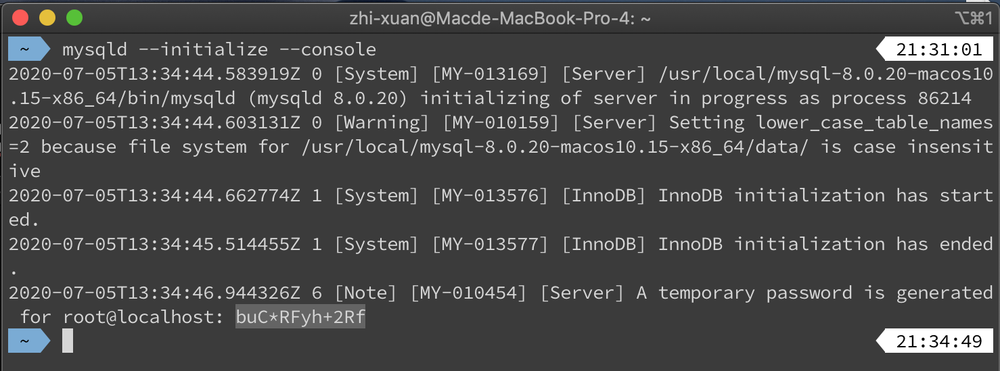 zhi-xuan@Macde-MacBook-Pro-4: ~ ⌥⌘1
~ mysqld --initialize --console 21:31:01
2020-07-05T13:34:44.583919Z 0 [System] [MY-013169] [Server] /usr/local/mysql-8.0.20-macos10
.15-x86_64/bin/mysqld (mysqld 8.0.20) initializing of server in progress as process 86214
2020-07-05T13:34:44.603131Z 0 [Warning] [MY-010159] [Server] Setting lower_case_table_names
=2 because file system for /usr/local/mysql-8.0.20-macos10.15-x86_64/data/ is case insensit
ive
2020-07-05T13:34:44.662774Z 1 [System] [MY-013576] [InnoDB] InnoDB initialization has start
ed.
2020-07-05T13:34:45.514455Z 1 [System] [MY-013577] [InnoDB] InnoDB initialization has ended
.
2020-07-05T13:34:46.944326Z 6 [Note] [MY-010454] [Server] A temporary password is generated
for root@localhost: buC*RFyh+2Rf
~ 21:34:49